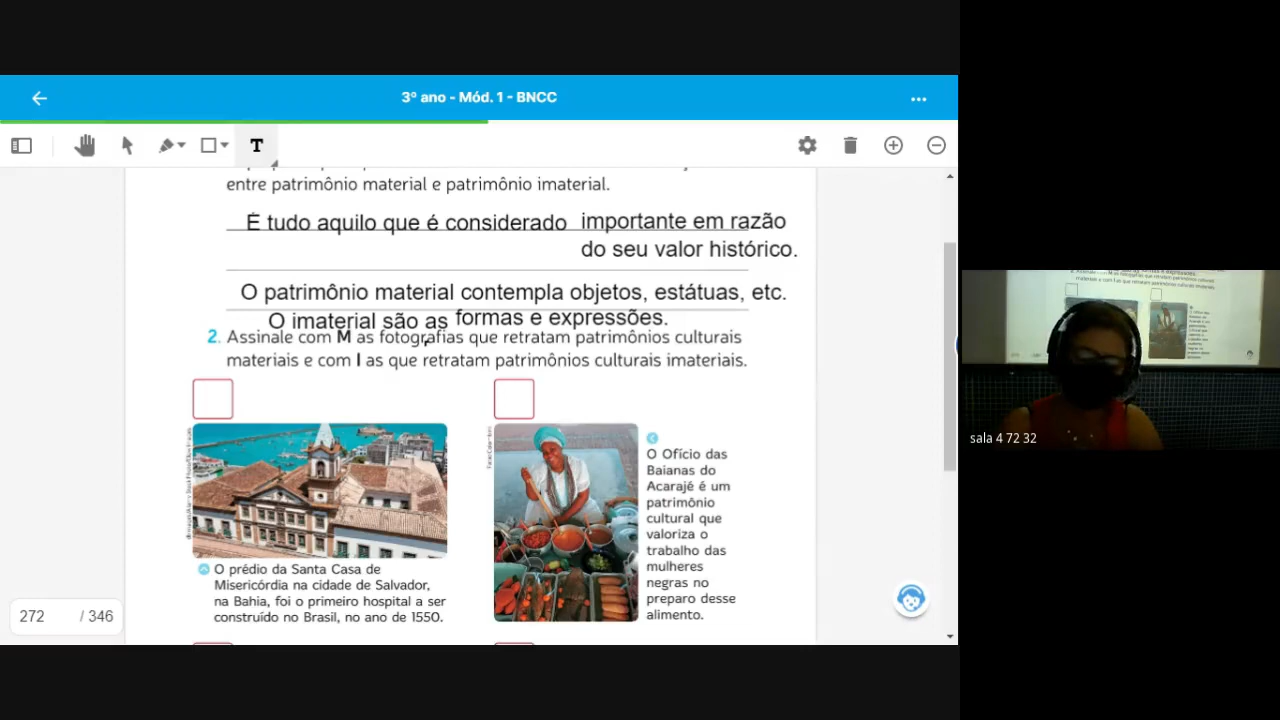 3º ano - Mód. 1 - BNCC
T
entre patrimônio material e patrimônio imaterial.
É tudo aquilo que é considerado importante em razão
do seu valor histórico.
O patrimônio material contempla objetos, estátuas, etc.
O imaterial são as formas e expressões.
2. Assinale com M as fotografias que retratam patrimônios culturais
materiais e com I as que retratam patrimônios culturais imateriais.
O prédio da Santa Casa de
Misericórdia na cidade de Salvador,
na Bahia, foi o primeiro hospital a ser
construído no Brasil, no ano de 1550.
O Ofício das
Baianas do
Acarajé é um
patrimônio
cultural que
valoriza o
trabalho das
mulheres
negras no
preparo desse
alimento.
272 / 346
sala 4 72 32